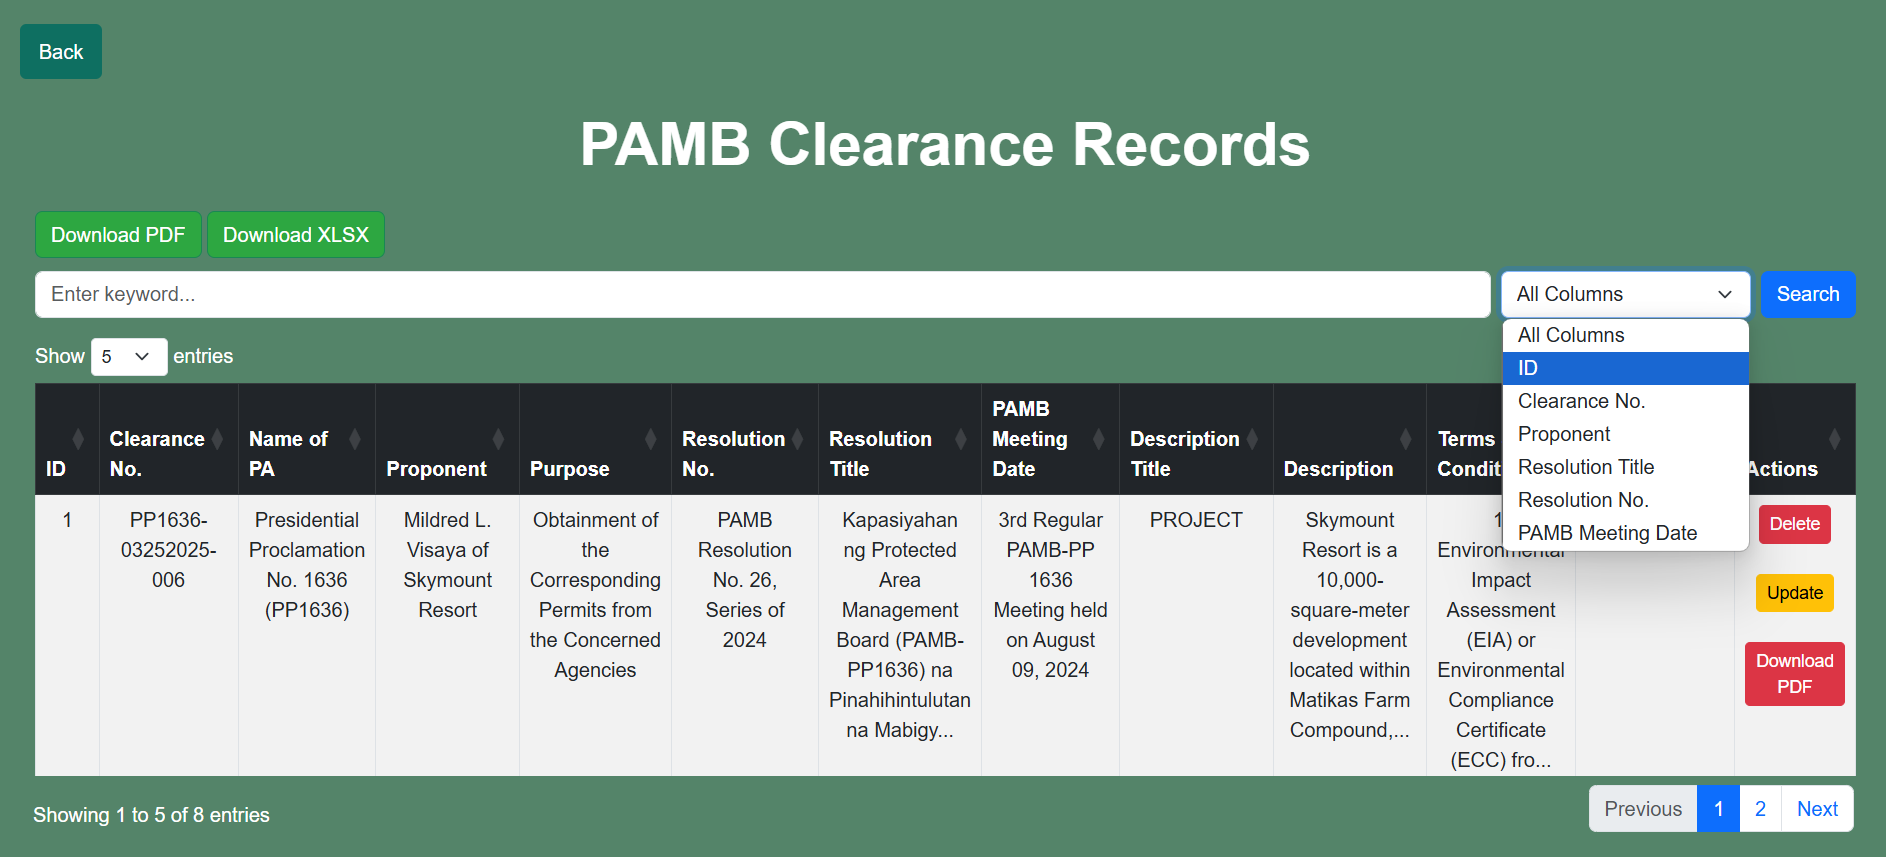 Back
PAMB Clearance Records
Download PDF Download XLSX
Enter keyword...
All Columns
Search
All Columns
ID
Clearance No.
Proponent
Resolution Title
Resolution No.
PAMB Meeting Date
Show 5 entries
ID
Clearance
No.
Name of
PA
Proponent
Purpose
Resolution
No.
Resolution
Title
PAMB
Meeting
Date
Description
Title
Description
Terms
Actions
1
PP1636-
03252025-
006
Presidential
Proclamation
No. 1636
(PP1636)
Mildred L.
Visaya of
Skymount
Resort
Obtainment of
the
Corresponding
Permits from
the Concerned
Agencies
PAMB
Resolution
No. 26,
Series of
2024
Kapasiyahan
ng Protected
Area
Management
Board (PAMB-
PP1636) na
Pinahihintulutan
na Mabigy...
3rd Regular
PAMB-PP
1636
Meeting held
on August
09, 2024
PROJECT
Skymount
Resort is a
10,000-
square-meter
development
located within
Matikas Farm
Compound,...
1
Environmental
Impact
Assessment
(EIA) or
Environmental
Compliance
Certificate
(ECC) fro...
Delete
Update
Download
PDF
Showing 1 to 5 of 8 entries
Previous 1 2 Next